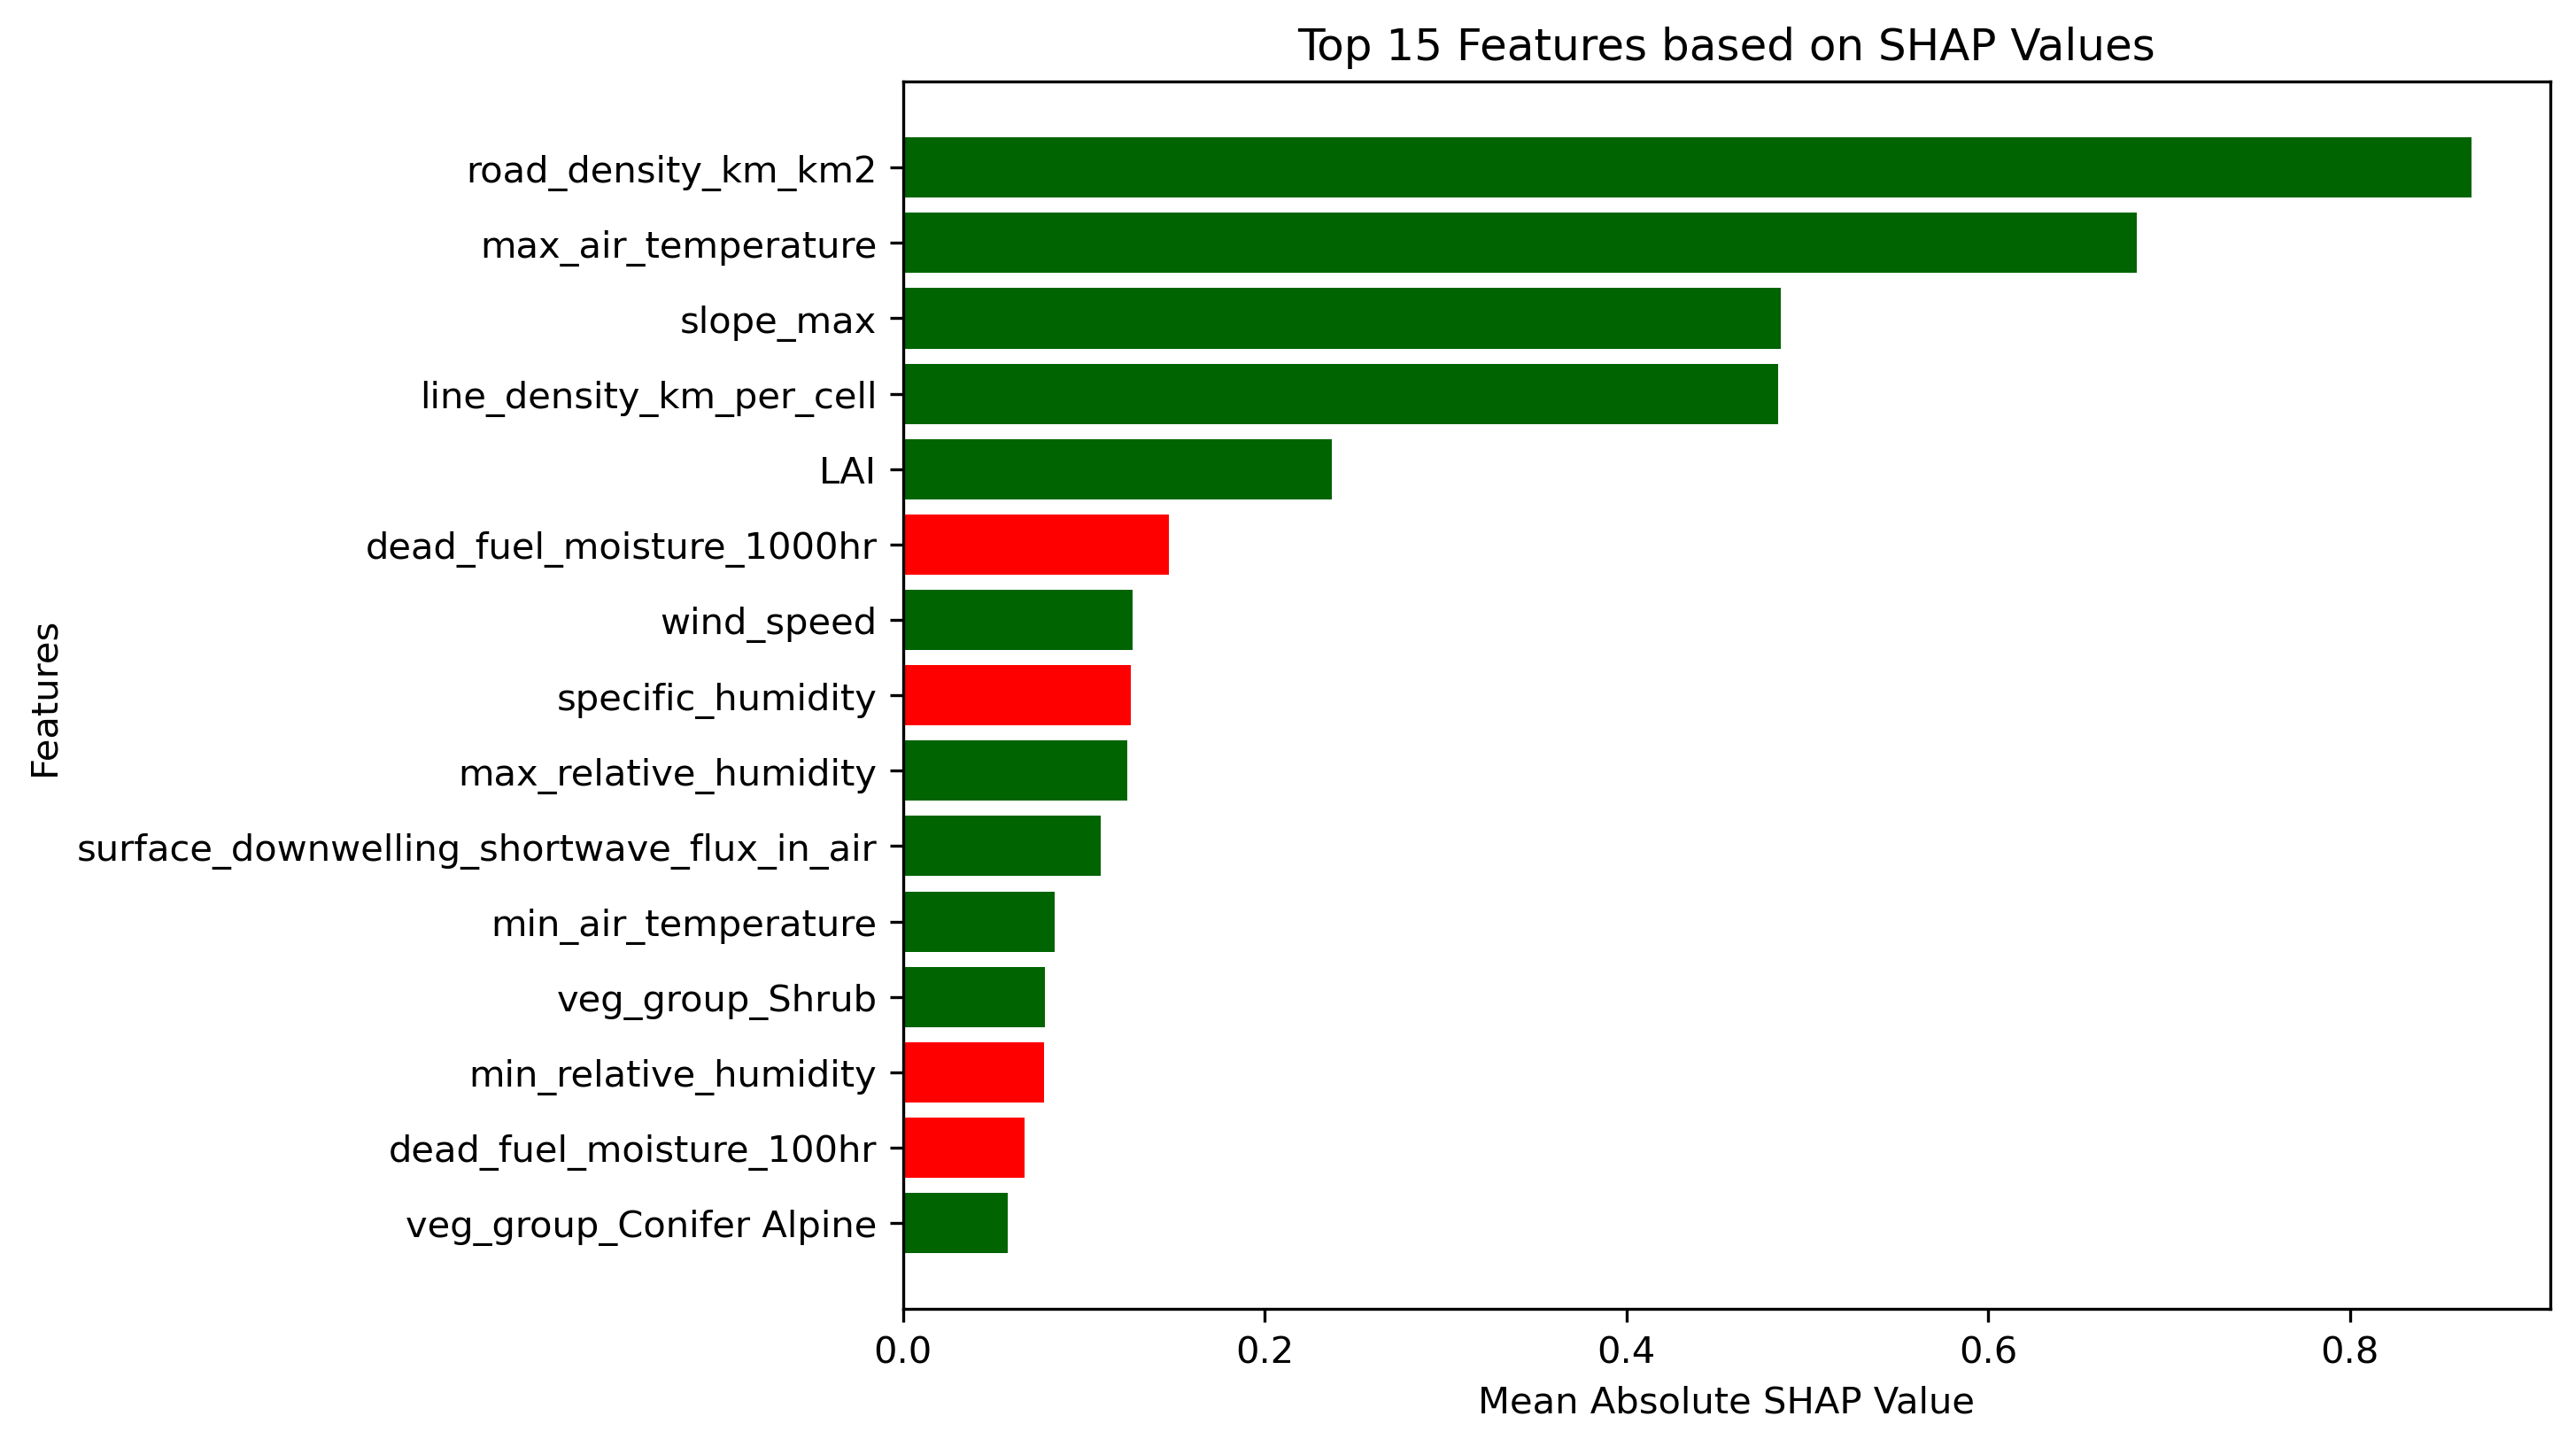 Top 15 Features based on SHAP Values
road_density_km_km2
max_air_temperature
slope_max
line_density_km_per_cell
LAI
dead_fuel_moisture_1000hr
wind_speed
specific_humidity
max_relative_humidity
surface_downwelling_shortwave_flux_in_air
min_air_temperature
veg_group_Shrub
min_relative_humidity
dead_fuel_moisture_100hr
veg_group_Conifer Alpine
Features
0.0 0.2 0.4 0.6 0.8
Mean Absolute SHAP Value